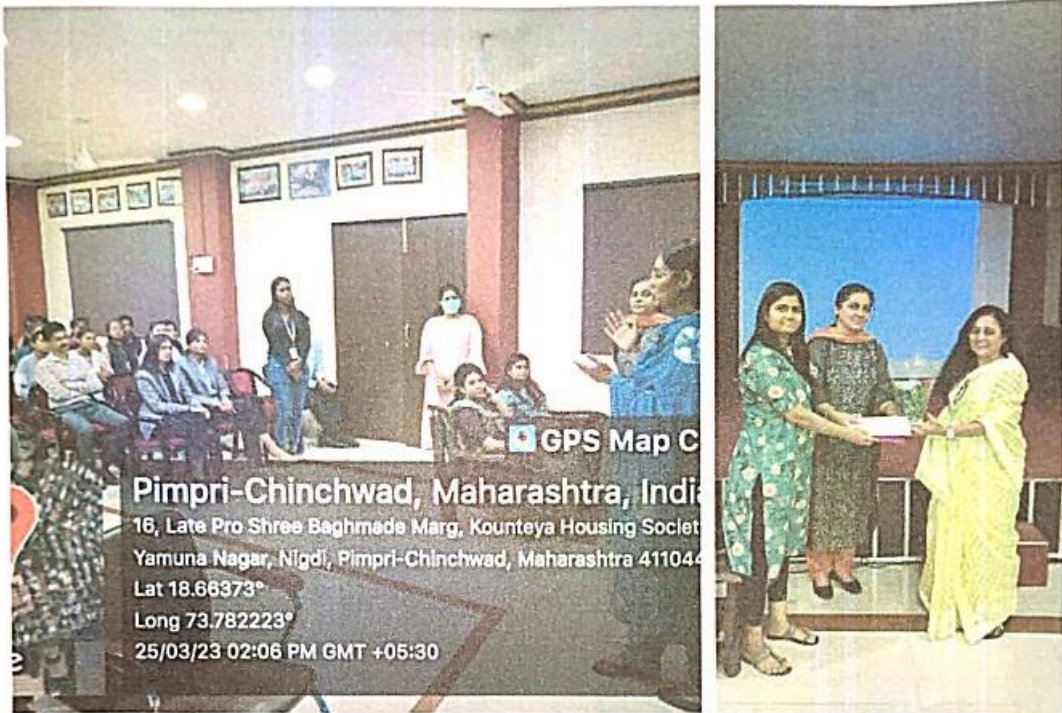 GPS Map C
Pimpri-Chinchwad, Maharashtra, India
16, Late Pro Shree Baghmade Marg, Kounteya Housing Societ
Yamuna Nagar, Nigdi, Pimpri-Chinchwad, Maharashtra 411044
Lat 18.66373°
Long 73.782223°
25/03/23 02:06 PM GMT +05:30
e